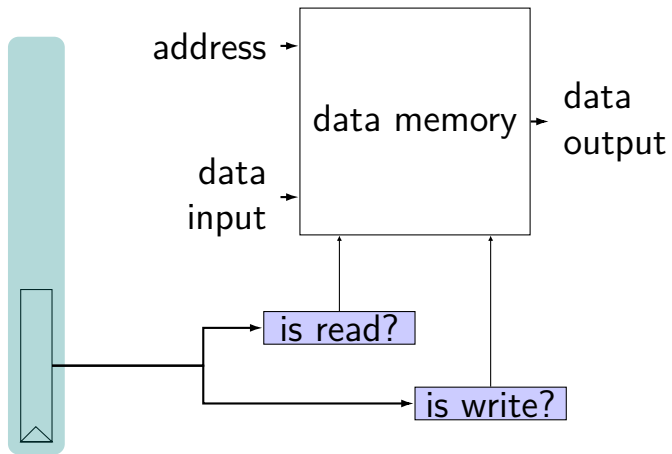 address
data memory
data
output
data
input
is read?
is write?